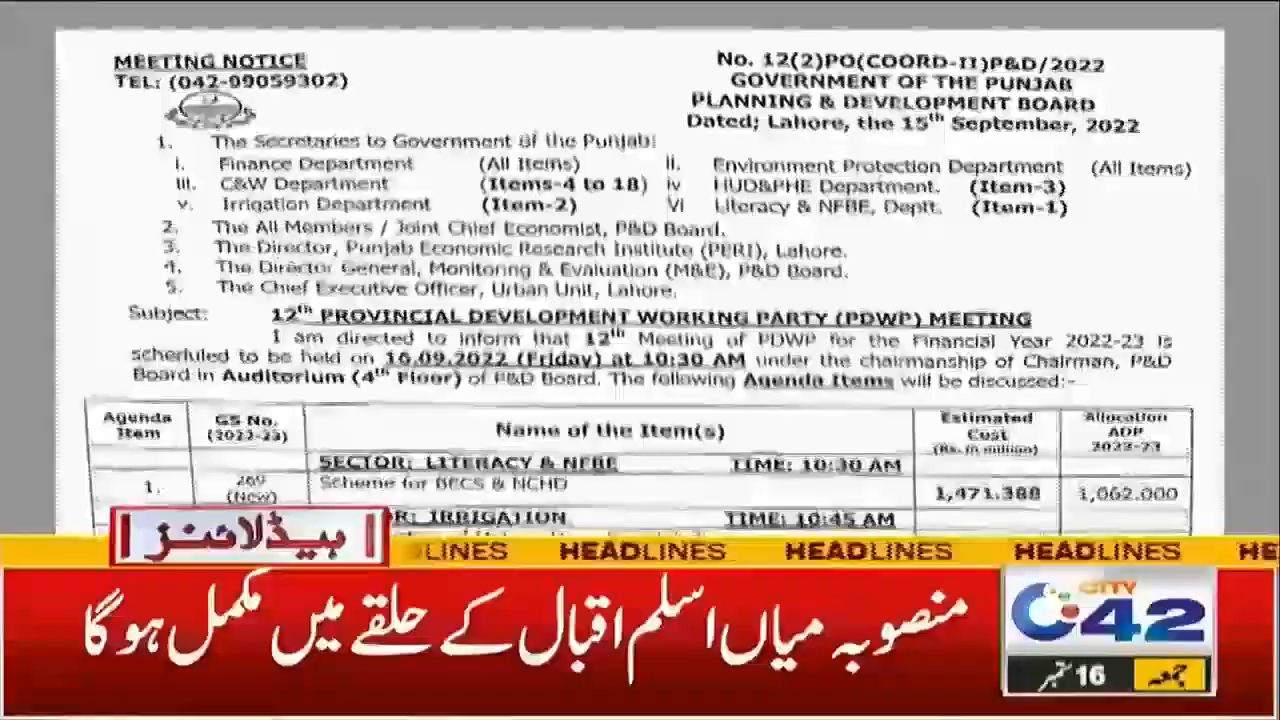 MEETING NOTICE
TEL: (042-09059302)
No. 12(2)PO(COORD-II)P&D/2022
GOVERNMENT OF THE PUNJAB
PLANNING & DEVELOPMENT BOARD
Dated; Lahore, the 15th September, 2022
1. The Secretaries to Government of the Punjab:
i. Finance Department (All Items) ii. Environment Protection Department (All Items)
iii. C&W Department (Items-4 to 18) iv HUD&PHE Department. (Item-3)
v. Irrigation Department (Item-2) vi Literacy & NFBE, Deptt. (Item-1)
2. The All Members / Joint Chief Economist, P&D Board.
3. The Director, Punjab Economic Research Institute (PERI), Lahore.
4. The Director General, Monitoring & Evaluation (M&E), P&D Board.
5. The Chief Executive Officer, Urban Unit, Lahore.
Subject: 12th PROVINCIAL DEVELOPMENT WORKING PARTY (PDWP) MEETING
I am directed to inform that 12th Meeting of PDWP for the Financial Year 2022-23 is
scheduled to be held on 16.09.2022 (Friday) at 10:30 AM under the chairmanship of Chairman, P&D
Board in Auditorium (4th Floor) of P&D Board. The following Agenda Items will be discussed:-
Agenda Item GS No. (2022-23) Name of the Item(s) Estimated Cost (Rs. in million) Allocation ADP 2022-23
SECTOR: LITERACY & NFBE TIME: 10:30 AM
1. 269 (New) Scheme for BECS & NCHD 1,471.388 1,062.000
OR: IRRIGATION TIME: 10:45 AM
ہیڈلائنز
DLINES HEADLINES HEADLINES HEADLINES HE
منصوبہ میاں اسلم اقبال کے حلقے میں مکمل ہوگا
CITY 42
جمعہ 16 ستمبر